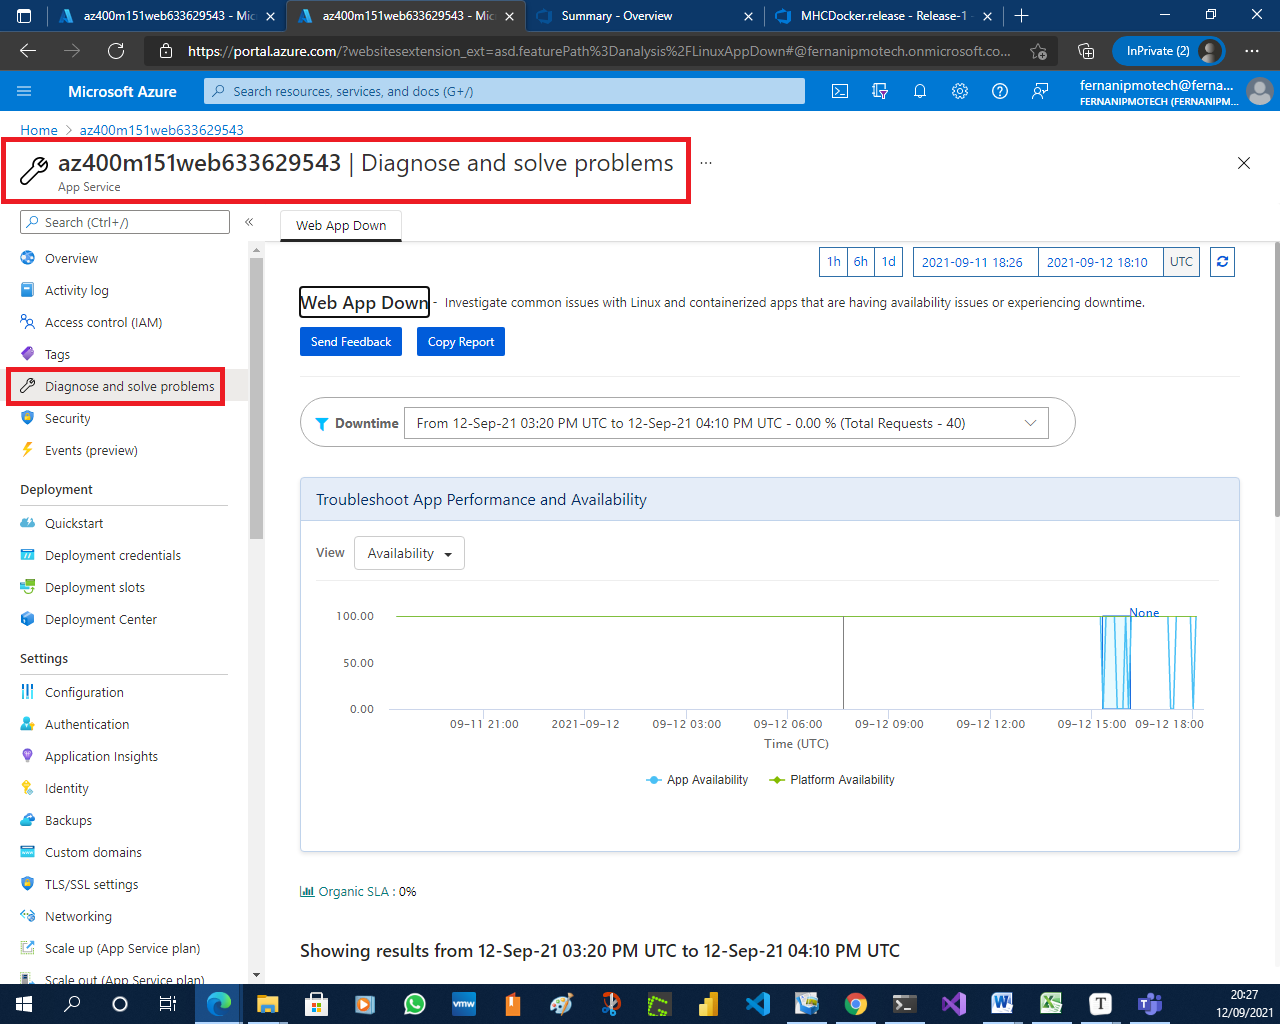 az400m151web633629543 - Mic
az400m151web633629543 - Mic
Summary - Overview
MHCDocker.release - Release-1 -
https://portal.azure.com/?websitesextension_ext=asd.featurePath%3Danalysis%2FLinuxAppDown#@fernanipmotech.onmicrosoft.co...
InPrivate (2)
Microsoft Azure
Search resources, services, and docs (G+/)
fernanipmotech@ferna...
FERNANIPMOTECH (FERNANIPM...
Home > az400m151web633629543
az400m151web633629543 | Diagnose and solve problems
...
App Service
Search (Ctrl+/)
«
Overview
Activity log
Access control (IAM)
Tags
Diagnose and solve problems
Security
Events (preview)
Deployment
Quickstart
Deployment credentials
Deployment slots
Deployment Center
Settings
Configuration
Authentication
Application Insights
Identity
Backups
Custom domains
TLS/SSL settings
Networking
Scale up (App Service plan)
Scale out (App Service plan)
Web App Down
1h 6h 1d 2021-09-11 18:26 2021-09-12 18:10 UTC
Web App Down - Investigate common issues with Linux and containerized apps that are having availability issues or experiencing downtime.
Send Feedback Copy Report
Downtime From 12-Sep-21 03:20 PM UTC to 12-Sep-21 04:10 PM UTC - 0.00 % (Total Requests - 40)
Troubleshoot App Performance and Availability
View Availability
None
100.00
50.00
0.00
09-11 21:00 2021-09-12 09-12 03:00 09-12 06:00 09-12 09:00 09-12 12:00 09-12 15:00 09-12 18:00
Time (UTC)
App Availability Platform Availability
Organic SLA : 0%
Showing results from 12-Sep-21 03:20 PM UTC to 12-Sep-21 04:10 PM UTC
vmw
W
X
T
20:27
12/09/2021